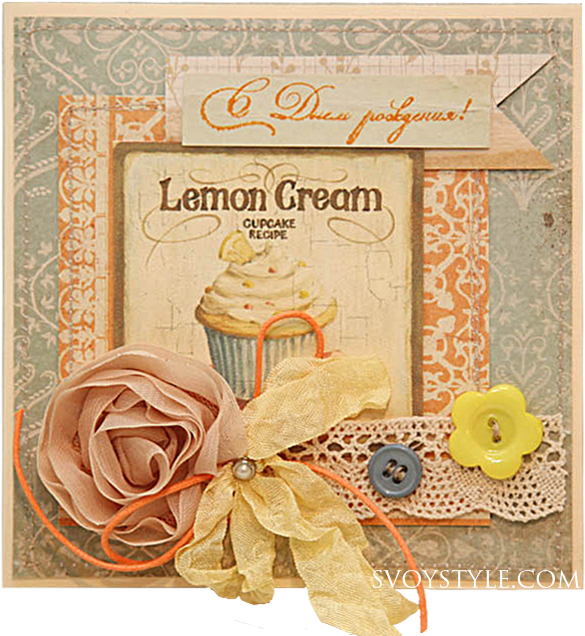 С Днем рождения!
Lemon Cream
CUPCAKE
RECIPE
SVOYSTYLE.COM